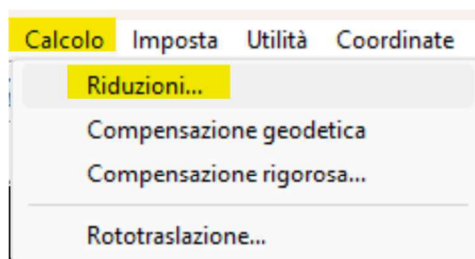 Calcolo Imposta Utilità Coordinate
Riduzioni...
Compensazione geodetica
Compensazione rigorosa...
Rototraslazione...